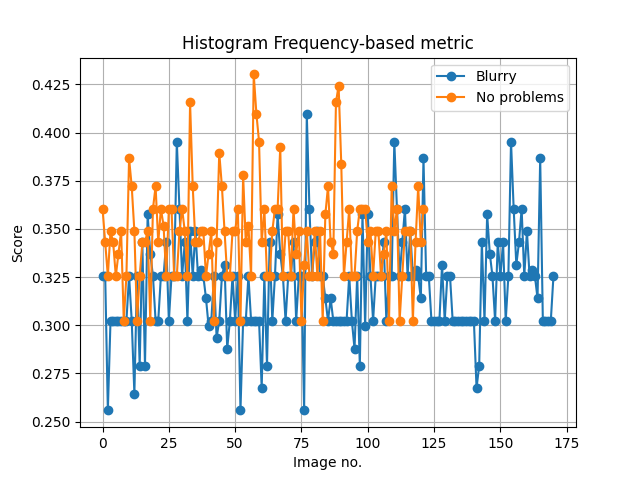 Histogram Frequency-based metric
Blurry
No problems
0.425
0.400
0.375
0.350
0.325
0.300
0.275
0.250
Score
0 25 50 75 100 125 150 175
Image no.